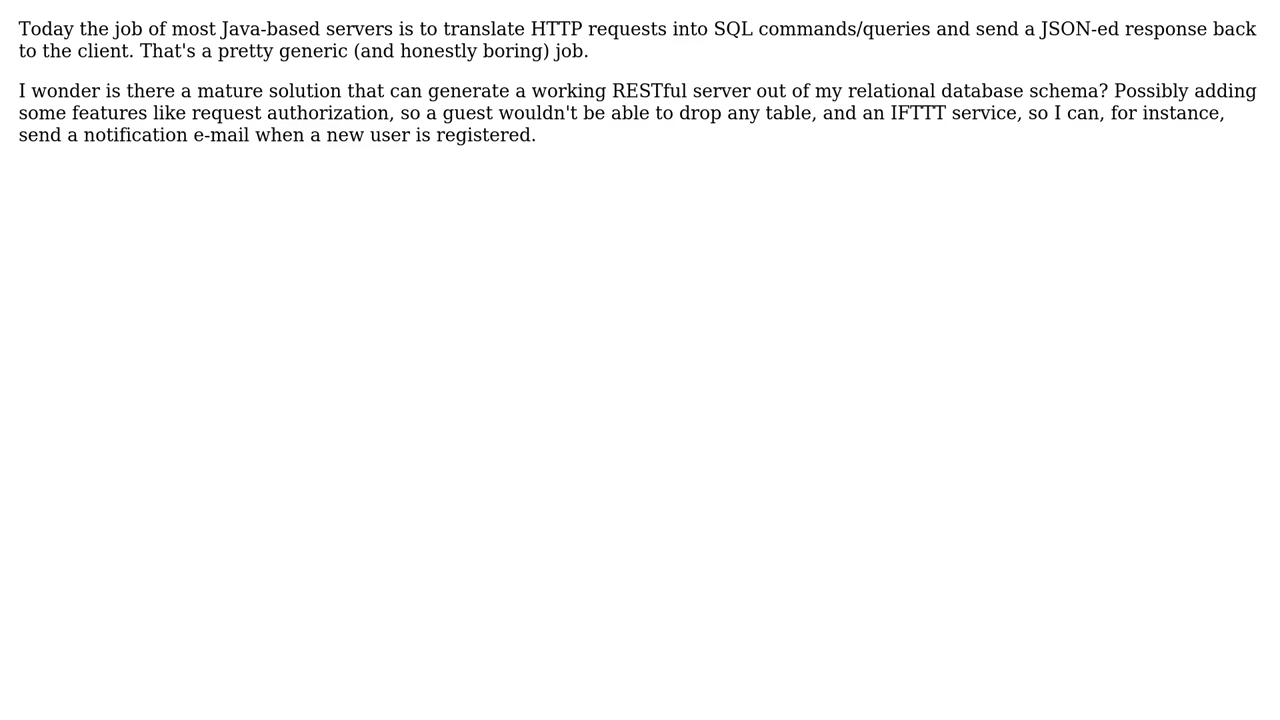 Today the job of most Java-based servers is to translate HTTP requests into SQL commands/queries and send a JSON-ed response back
to the client. That's a pretty generic (and honestly boring) job.
I wonder is there a mature solution that can generate a working RESTful server out of my relational database schema? Possibly adding
some features like request authorization, so a guest wouldn't be able to drop any table, and an IFTTT service, so I can, for instance,
send a notification e-mail when a new user is registered.